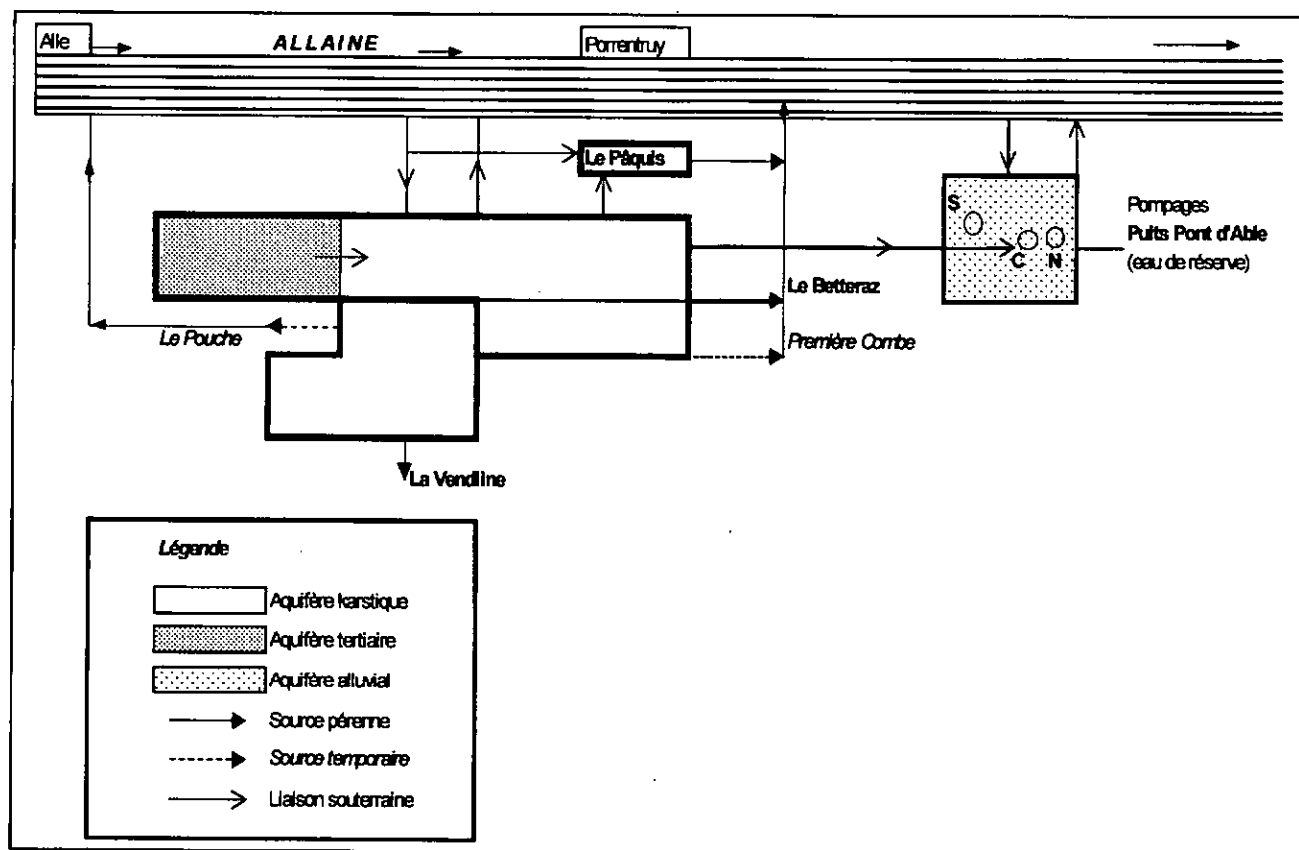 Alle
ALLAINE
Porrentruy
Le Pâquis
S
C
N
Pompages
Puits Pont d'Able
(eau de réserve)
Le Betteraz
Le Pouche
Première Combe
La Vendline
Légende
Aquifère karstique
Aquifère tertiaire
Aquifère alluvial
Source pérenne
Source temporaire
Liaison souterraine